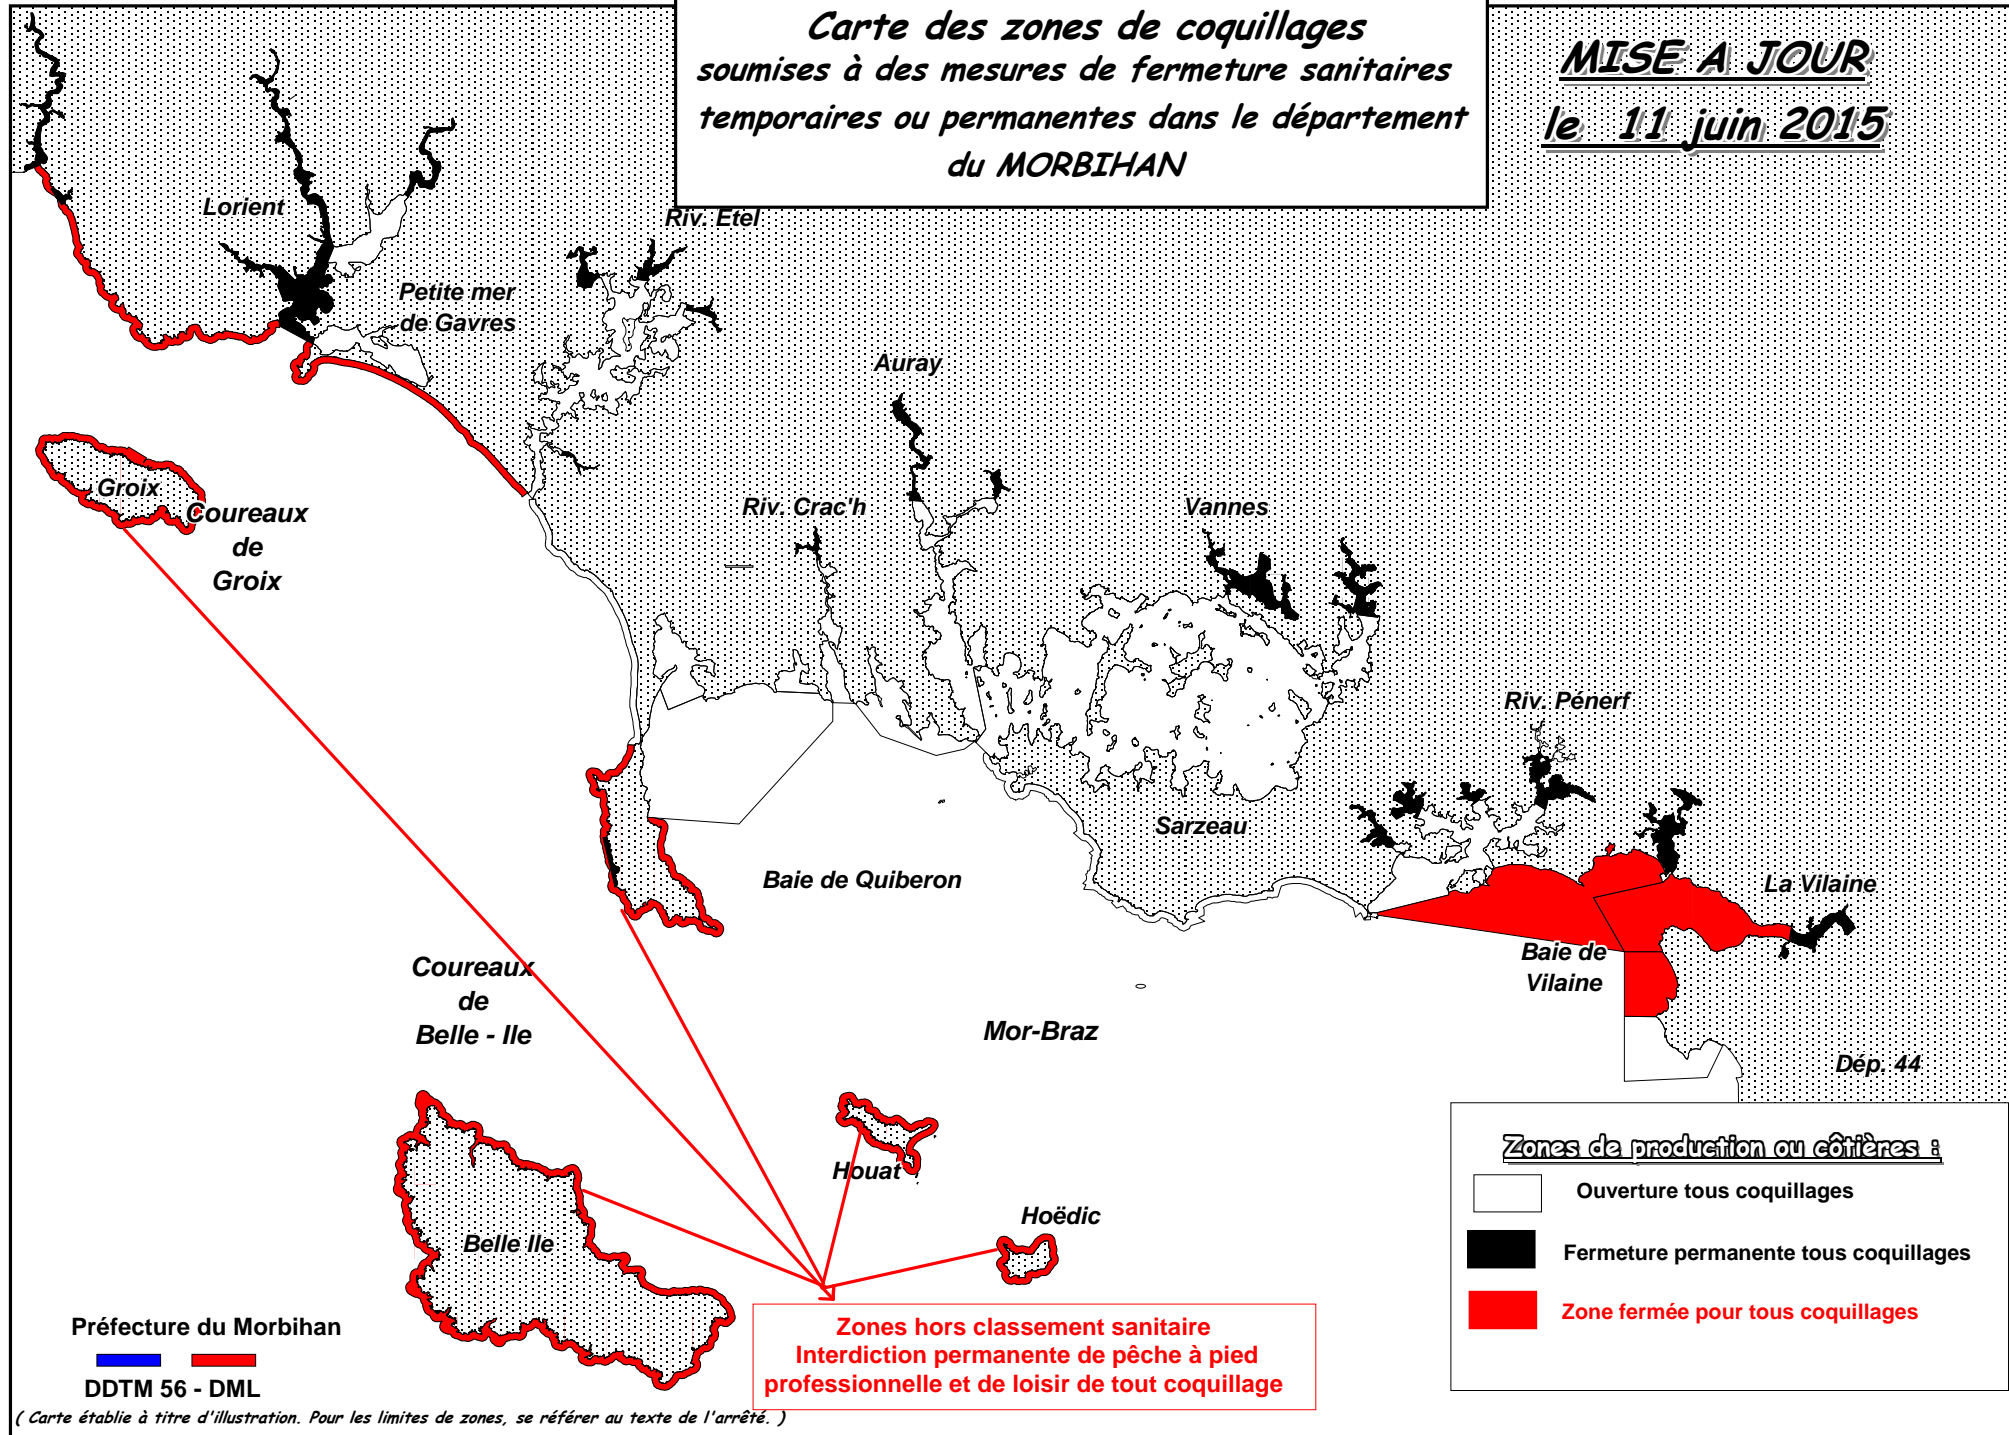 Carte des zones de coquillages
soumises à des mesures de fermeture sanitaires
temporaires ou permanentes dans le département
du MORBIHAN
MISE A JOUR
le 11 juin 2015
Lorient
Riv. Etel
Petite mer
de Gavres
Auray
Groix
Coureaux
de
Groix
Riv. Crac'h
Vannes
Riv. Pénerf
Sarzeau
Baie de Quiberon
La Vilaine
Baie de
Vilaine
Coureaux
de
Belle - Ile
Mor-Braz
Dép. 44
Houat
Hoëdic
Belle Ile
Zones de production ou côtières :
Ouverture tous coquillages
Fermeture permanente tous coquillages
Zone fermée pour tous coquillages
Zones hors classement sanitaire
Interdiction permanente de pêche à pied
professionnelle et de loisir de tout coquillage
Préfecture du Morbihan
DDTM 56 - DML
( Carte établie à titre d'illustration. Pour les limites de zones, se référer au texte de l'arrêté. )